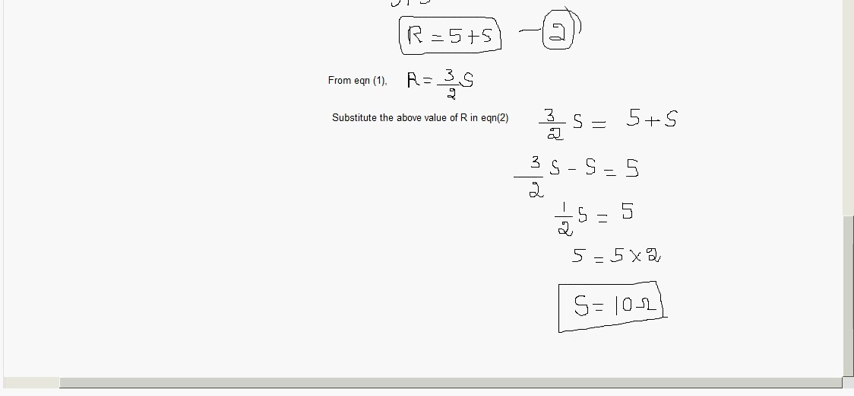 R = 5+S — 2)
From eqn (1), R = 3/2 S
Substitute the above value of R in eqn(2) 3/2 S = 5+S
3/2 S - S = 5
1/2 S = 5
S = 5 × 2
S = 10Ω